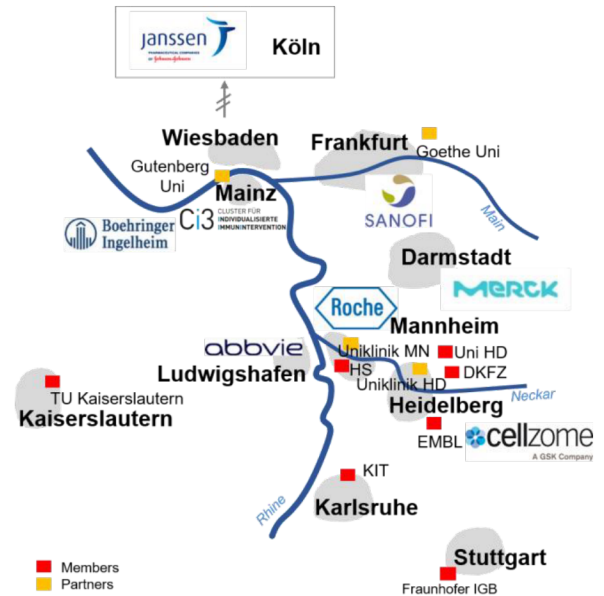 janssen
PHARMACEUTICAL COMPANIES
OF Johnson & Johnson
Köln
Wiesbaden
Frankfurt
Goethe Uni
Gutenberg
Uni
Mainz
Main
SANOFI
Boehringer
Ingelheim
Ci3 CLUSTER FÜR
INDIVIDUALISIERTE
IMMUNINTERVENTION
Darmstadt
MERCK
Roche
Mannheim
abbvie
Uniklinik MN
Uni HD
Ludwigshafen
HS
DKFZ
Uniklinik HD
TU Kaiserslautern
Kaiserslautern
Neckar
Heidelberg
EMBL
cellzome
A GSK Company
KIT
Karlsruhe
Rhine
Stuttgart
Members
Partners
Fraunhofer IGB